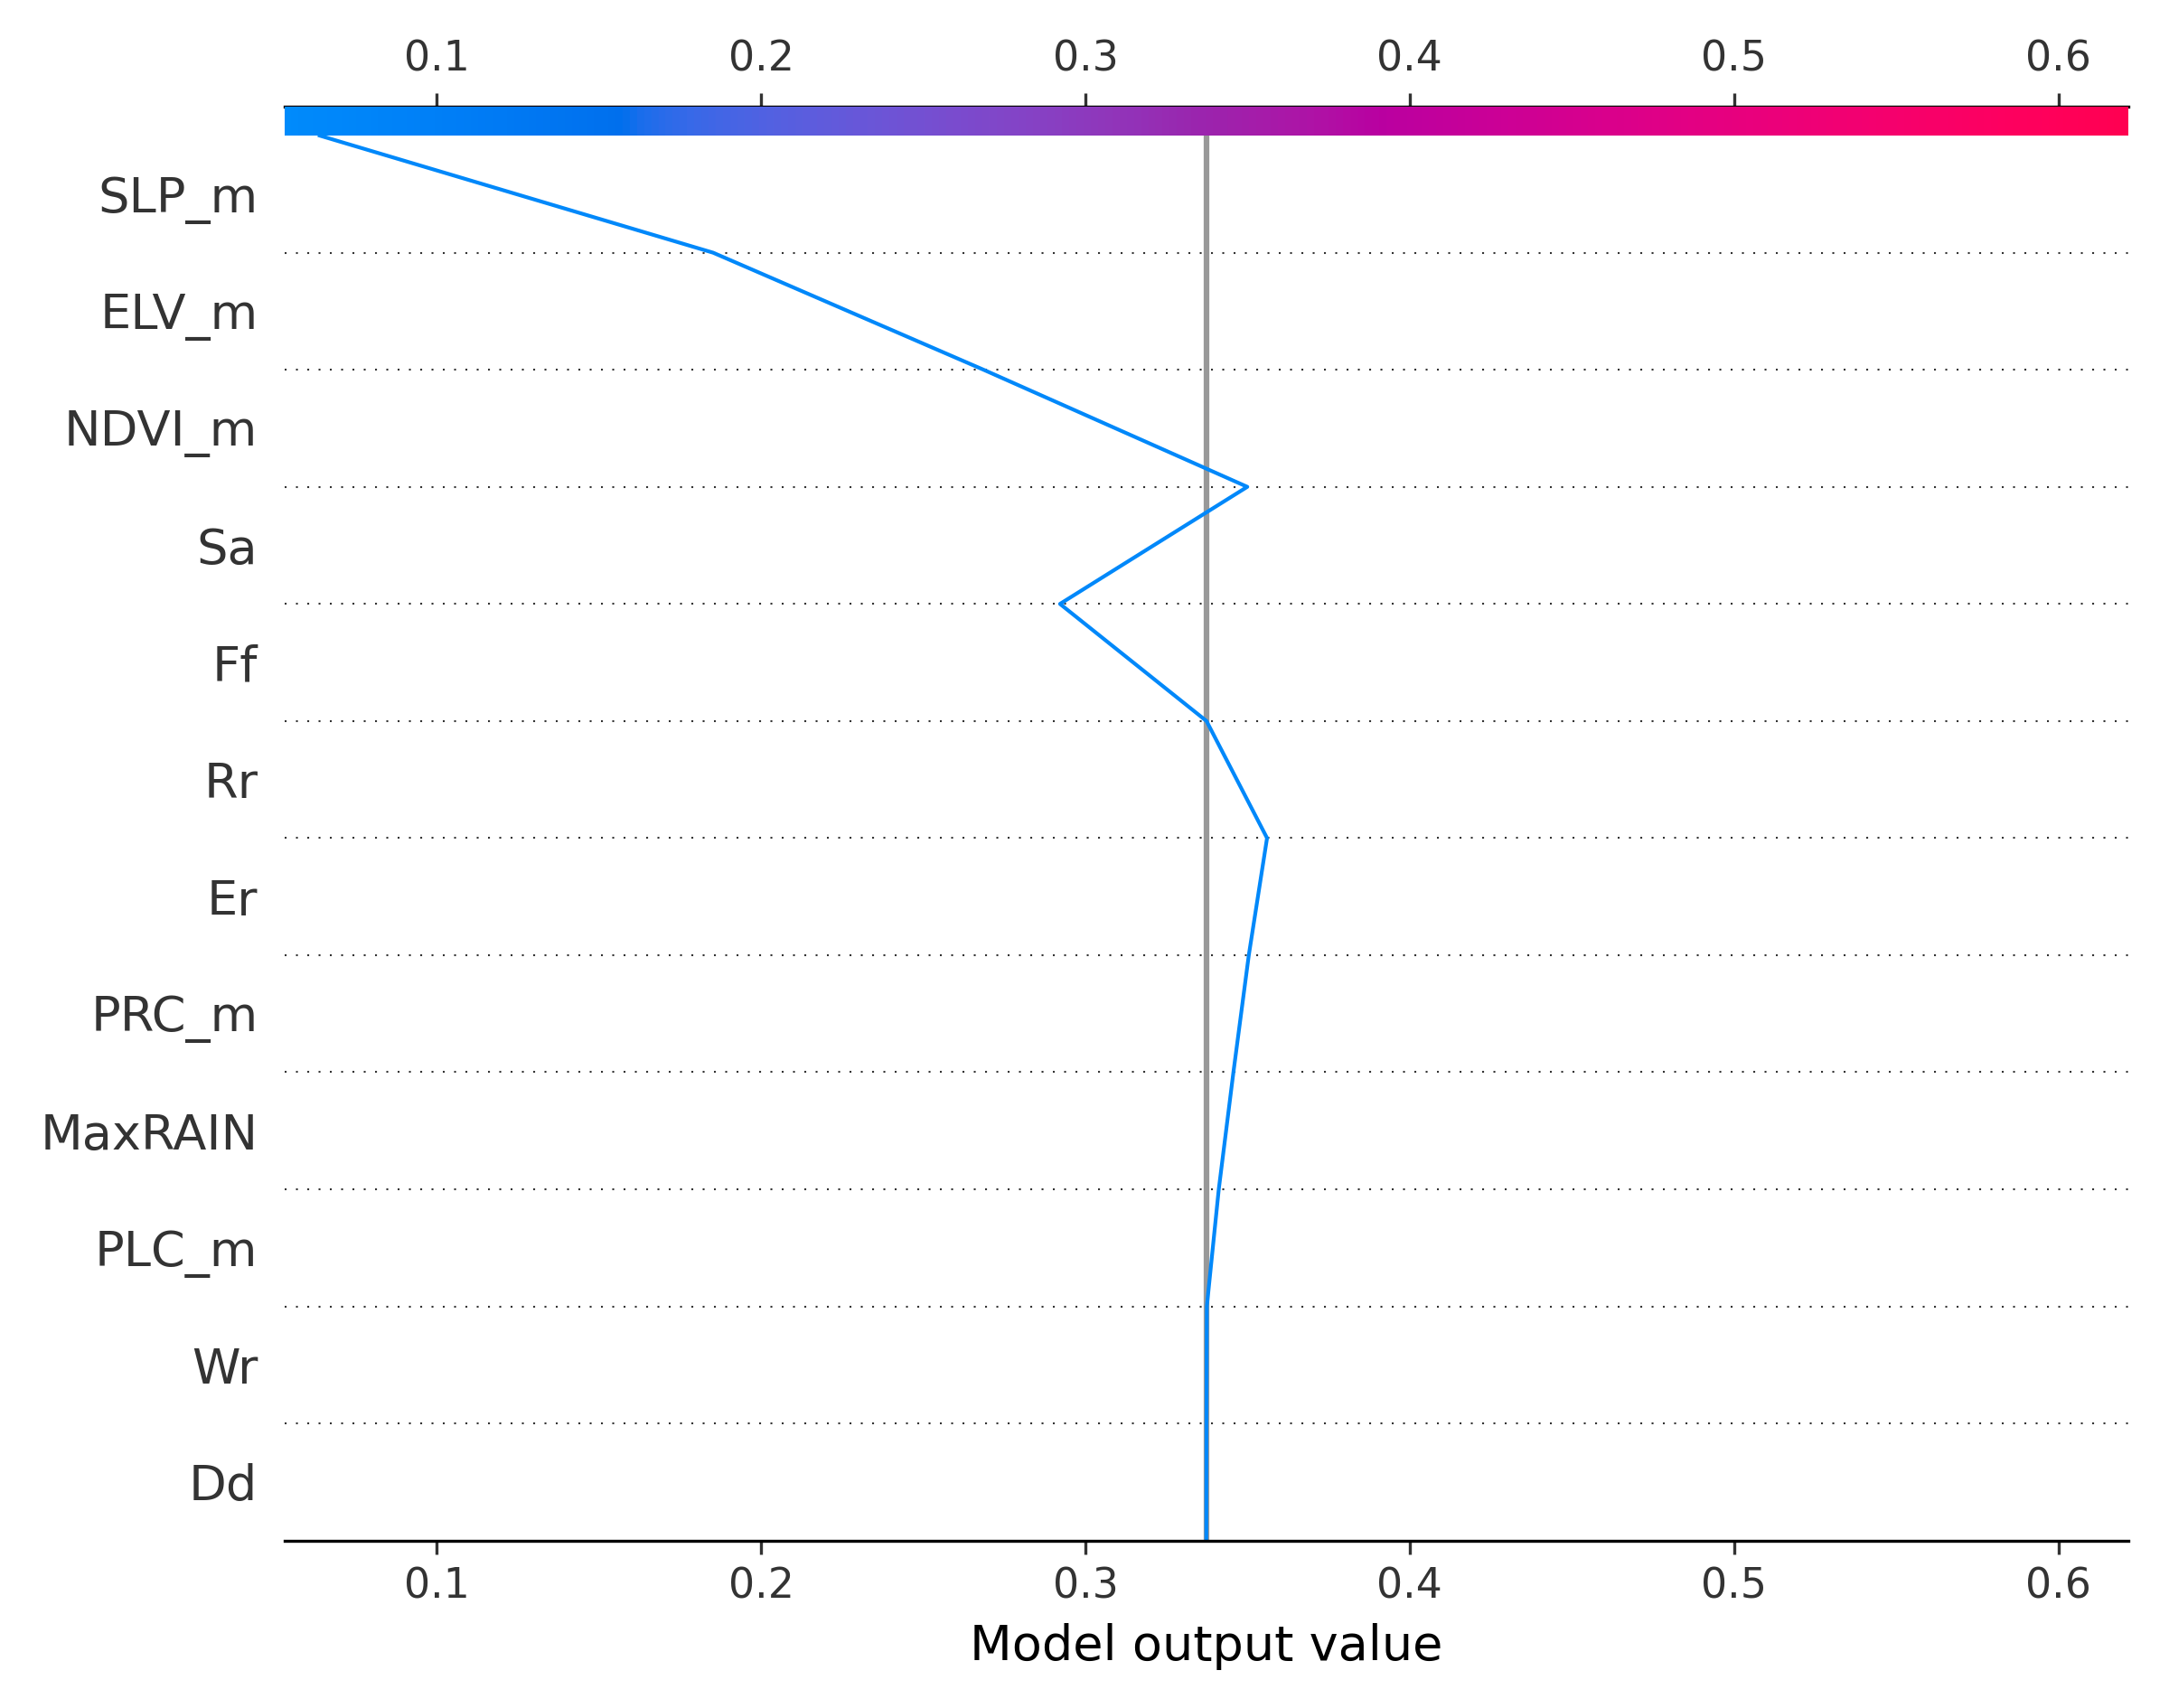 0.1 0.2 0.3 0.4 0.5 0.6
SLP_m
ELV_m
NDVI_m
Sa
Ff
Rr
Er
PRC_m
MaxRAIN
PLC_m
Wr
Dd
0.1 0.2 0.3 0.4 0.5 0.6
Model output value